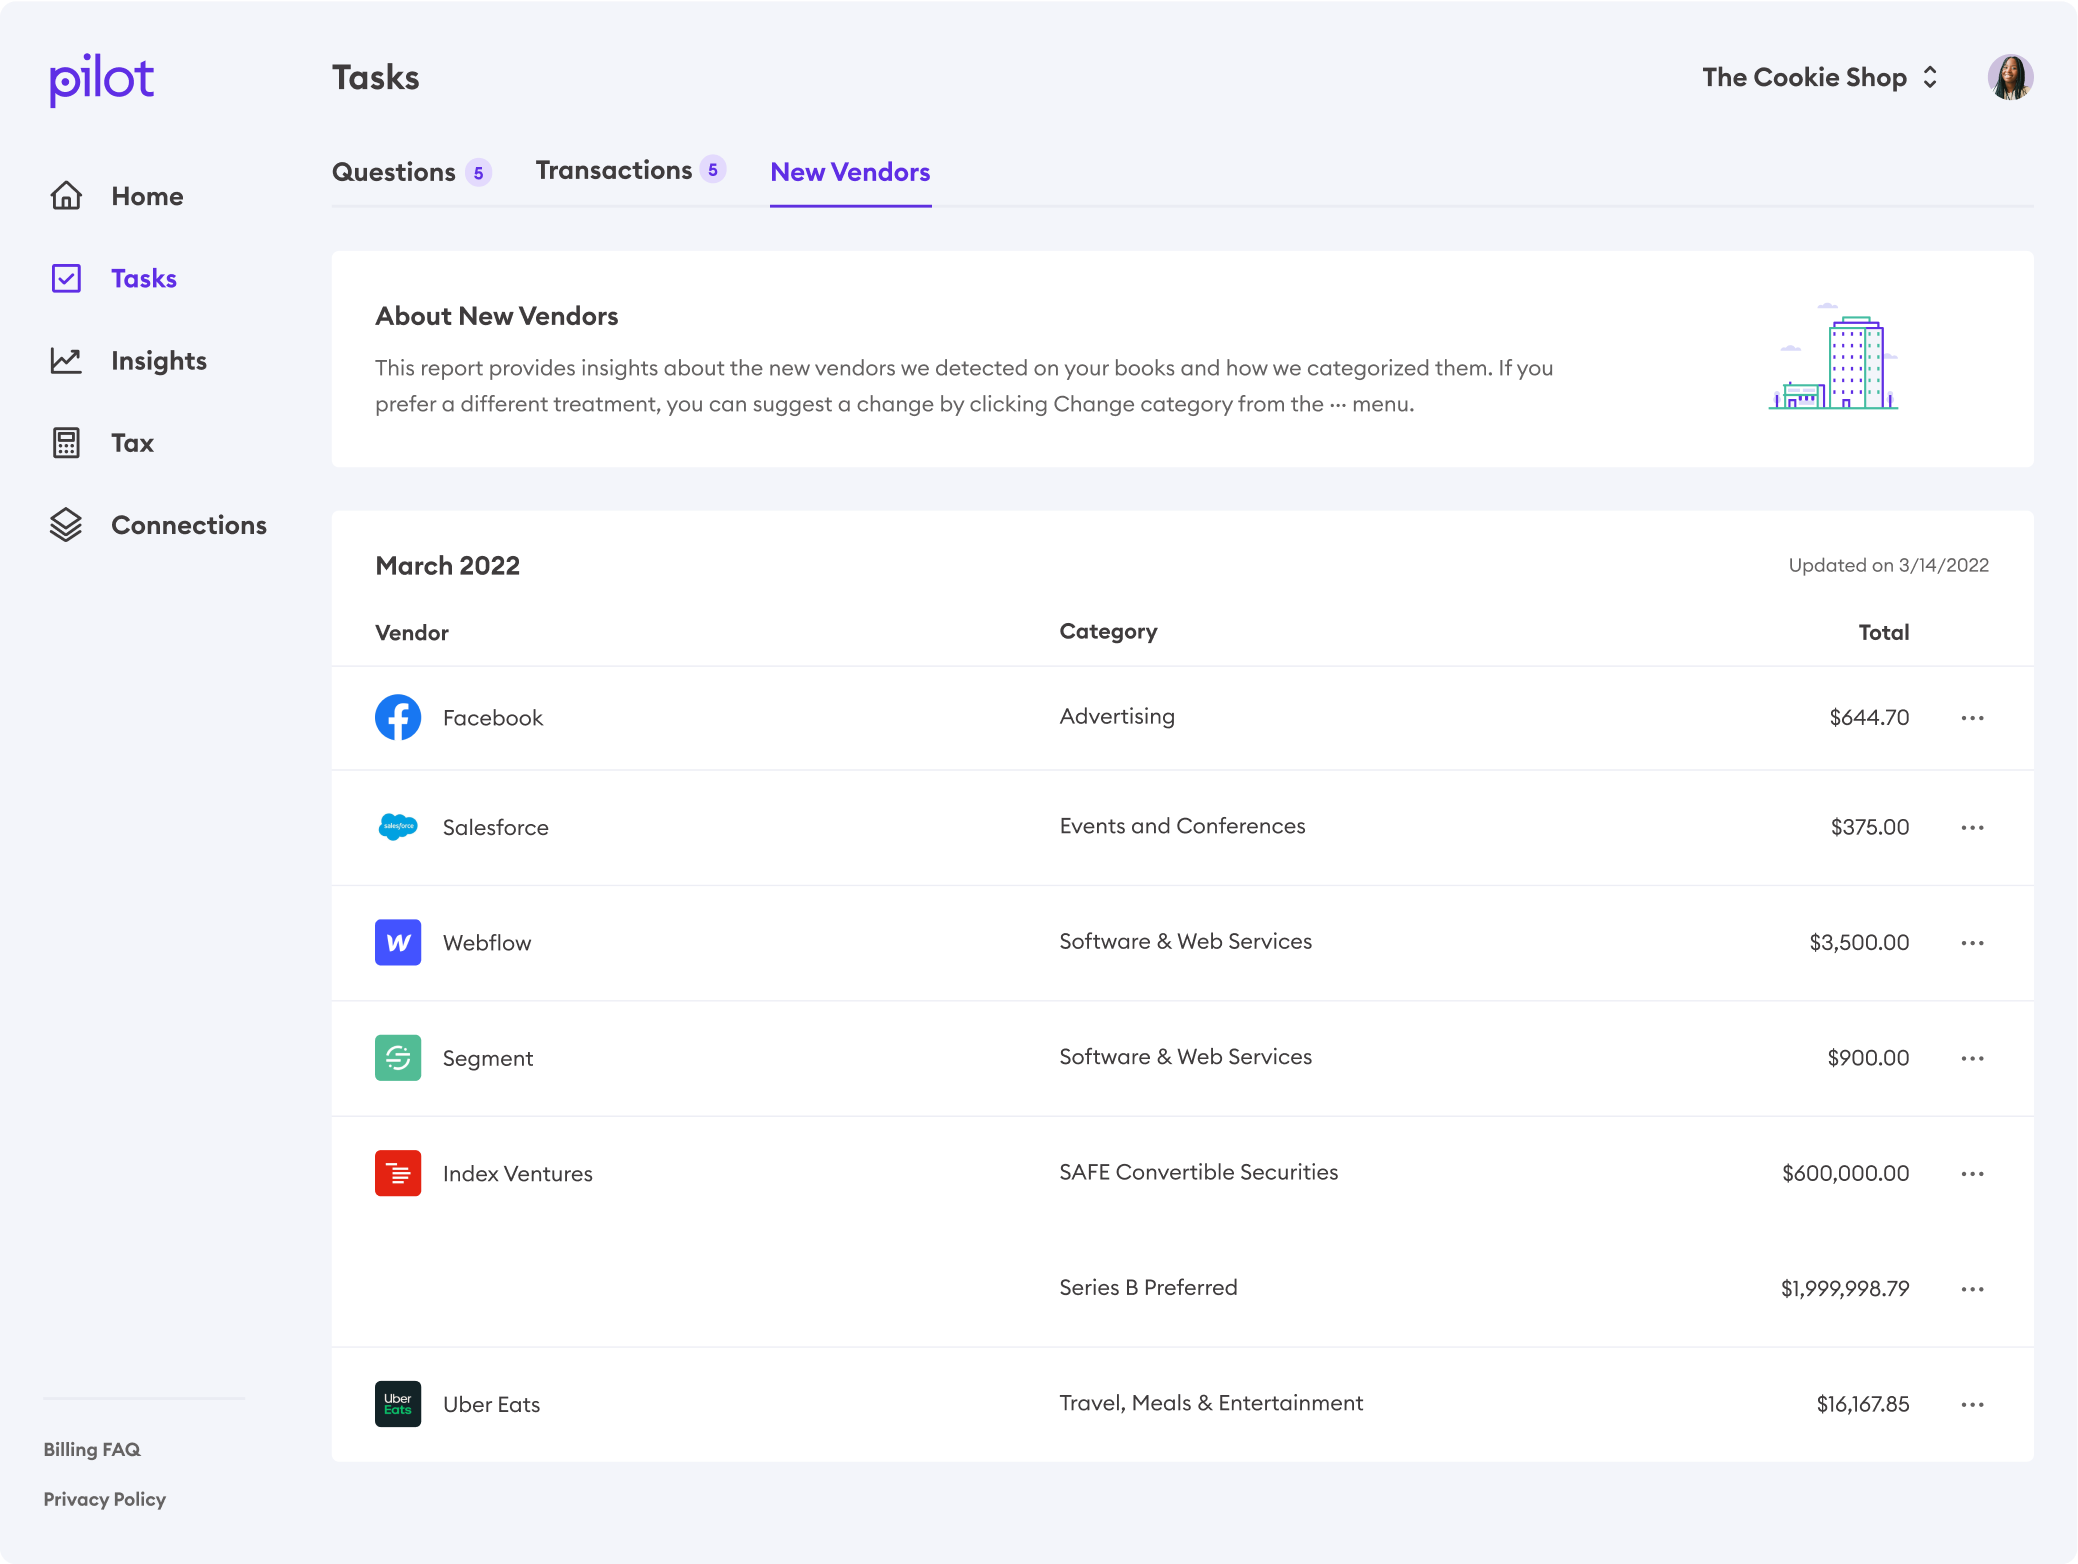 pilot
Tasks
The Cookie Shop
Questions 5
Transactions 5
New Vendors
Home
Tasks
Insights
Tax
Connections
About New Vendors
This report provides insights about the new vendors we detected on your books and how we categorized them. If you
prefer a different treatment, you can suggest a change by clicking Change category from the ··· menu.
March 2022
Updated on 3/14/2022
Vendor Category Total
Facebook Advertising $644.70 ···
salesforce Salesforce Events and Conferences $375.00 ···
W Webflow Software & Web Services $3,500.00 ···
Segment Software & Web Services $900.00 ···
Index Ventures SAFE Convertible Securities $600,000.00 ···
Series B Preferred $1,999,998.79 ···
Uber
Eats
Uber Eats Travel, Meals & Entertainment $16,167.85 ···
Billing FAQ
Privacy Policy